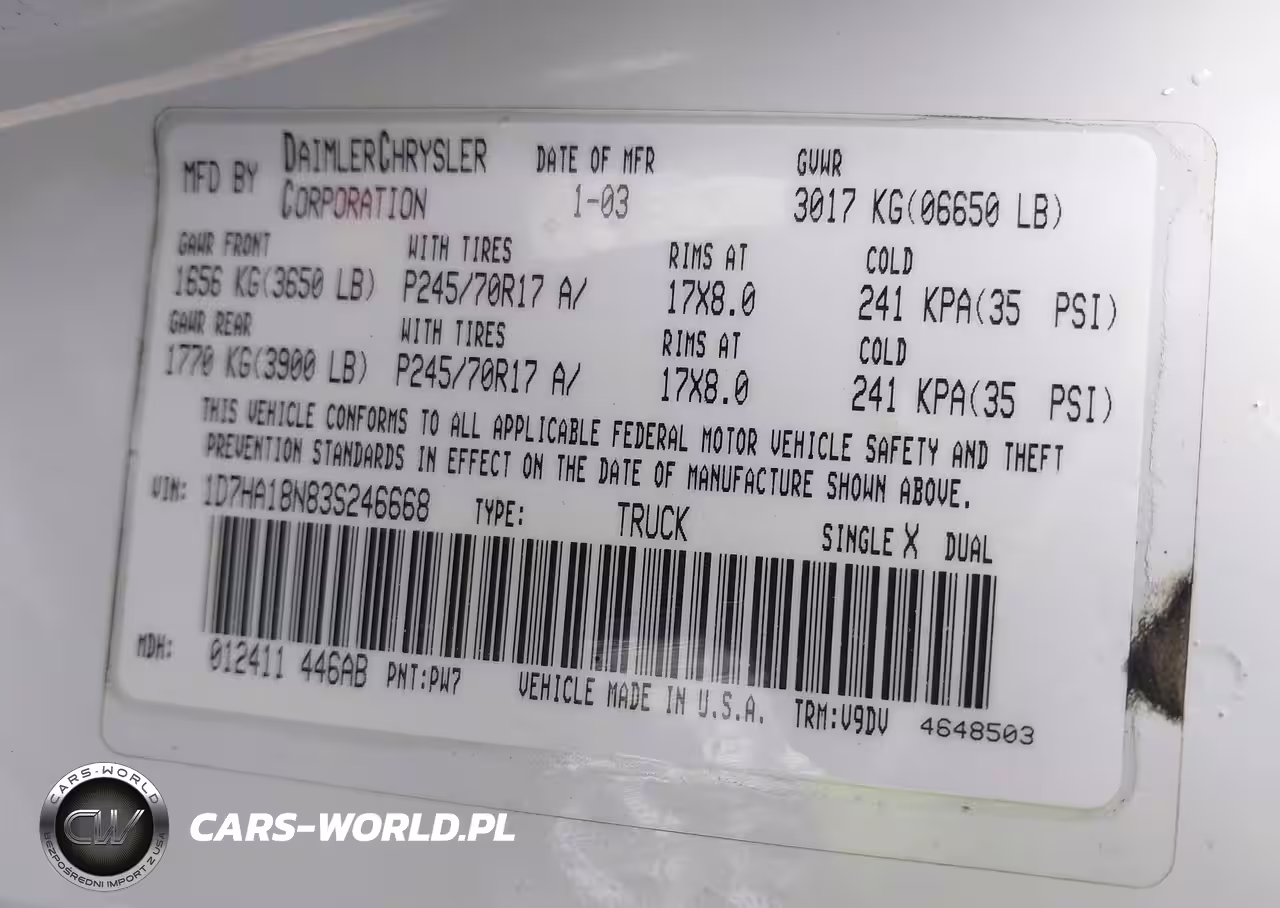 MFD BY DAIMLERCHRYSLER CORPORATION DATE OF MFR 1-03 GVWR 3017 KG(06650 LB)
GAWR FRONT WITH TIRES RIMS AT COLD
1656 KG(3650 LB) P245/70R17 A/ 17X8.0 241 KPA(35 PSI)
GAWR REAR WITH TIRES RIMS AT COLD
1770 KG(3900 LB) P245/70R17 A/ 17X8.0 241 KPA(35 PSI)
THIS VEHICLE CONFORMS TO ALL APPLICABLE FEDERAL MOTOR VEHICLE SAFETY AND THEFT
PREVENTION STANDARDS IN EFFECT ON THE DATE OF MANUFACTURE SHOWN ABOVE.
VIN: 1D7HA18N83S246668 TYPE: TRUCK SINGLE X DUAL
MDH: 012411 446AB PNT:PW7 VEHICLE MADE IN U.S.A. TRM:V9DV 4648503
CARS-WORLD
CW
BEZPOŚREDNI IMPORT Z USA
CARS-WORLD.PL